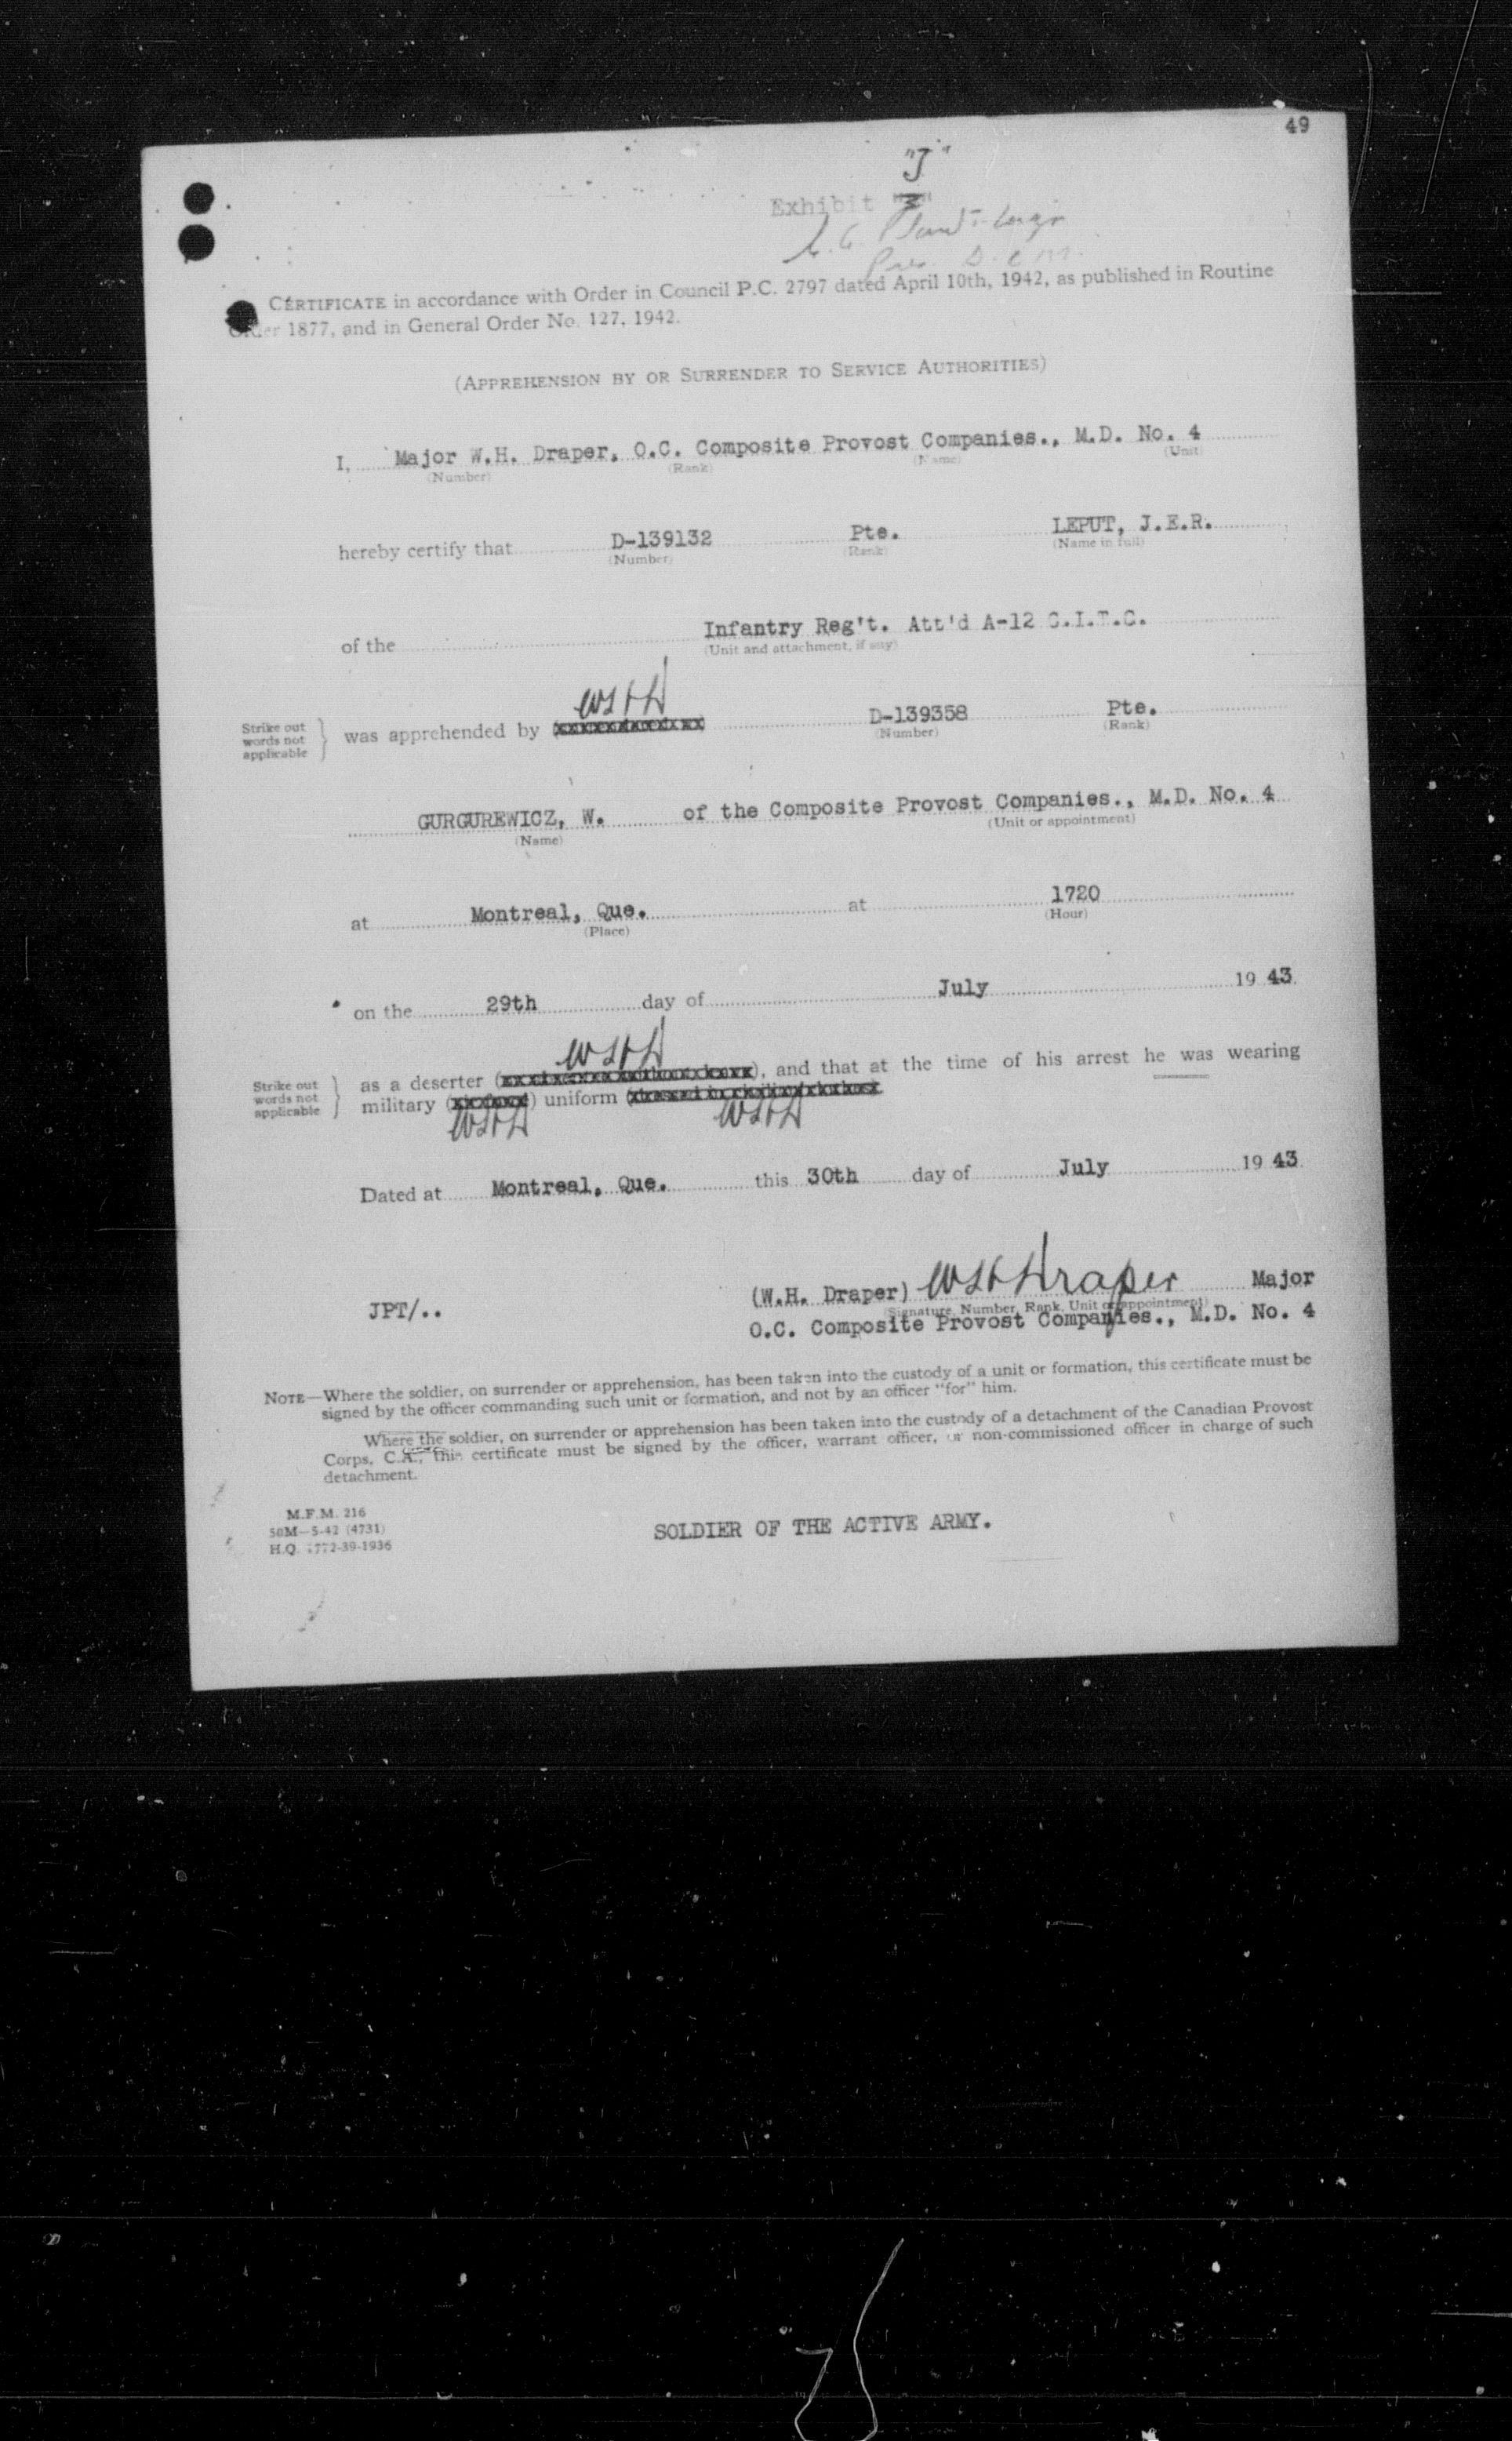 49
"J"
Exhibit
CERTIFICATE in accordance with Order in Council P.C. 2797 dated April 10th, 1942, as published in Routine
Order 1877, and in General Order No. 127, 1942.
(APPREHENSION BY OR SURRENDER TO SERVICE AUTHORITIES)
I, Major W.H. Draper, O.C. Composite Provost Companies., M.D. No. 4
(Number) (Rank) (Name) (Unit)
hereby certify that D-139132 Pte. LEPUT, J.E.R.
(Number) (Rank) (Name in full)
of the Infantry Reg't. Att'd A-12 C.I.T.C.
(Unit and attachment, if any)
WHD
Strike out words not applicable } was apprehended by D-139358 Pte.
(Number) (Rank)
GURGUREWICZ, W. of the Composite Provost Companies., M.D. No. 4
(Name) (Unit or appointment)
at Montreal, Que. at 1720
(Place) (Hour)
on the 29th day of July 19 43.
WHD
Strike out words not applicable } as a deserter ( ), and that at the time of his arrest he was wearing
military ( ) uniform (
WHD WHD
Dated at Montreal, Que. this 30th day of July 19 43.
(W.H. Draper) WHDraper Major
(Signature, Number, Rank, Unit or appointment)
JPT/.. O.C. Composite Provost Companies., M.D. No. 4
NOTE—Where the soldier, on surrender or apprehension, has been taken into the custody of a unit or formation, this certificate must be
signed by the officer commanding such unit or formation, and not by an officer "for" him.
Where the soldier, on surrender or apprehension has been taken into the custody of a detachment of the Canadian Provost
Corps, C.A., this certificate must be signed by the officer, warrant officer, or non-commissioned officer in charge of such
detachment.
M.F.M. 216
50M—5-42 (4731)
H.Q. 1772-39-1936
SOLDIER OF THE ACTIVE ARMY.